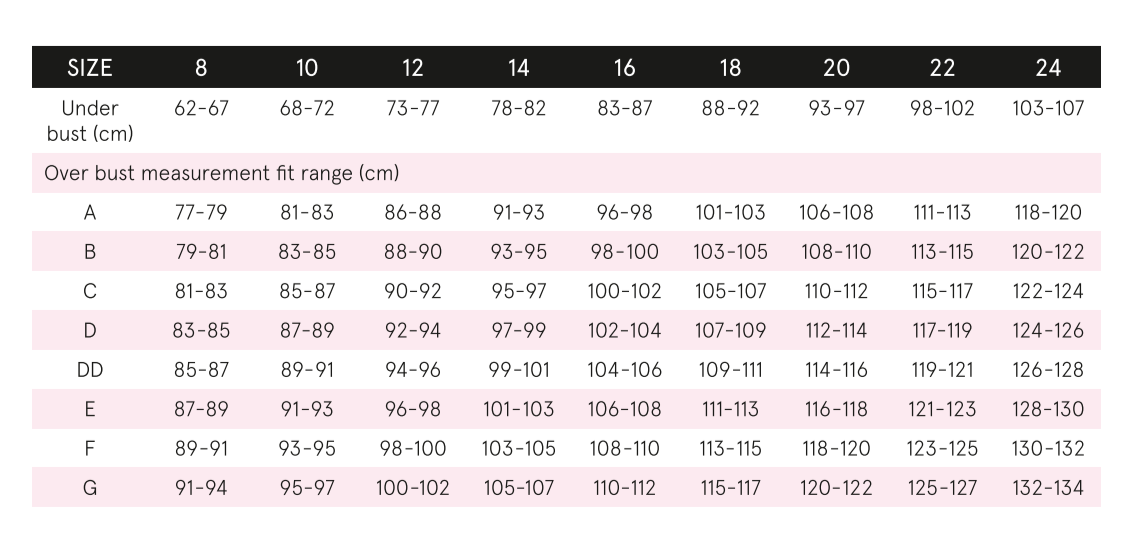 SIZE 8 10 12 14 16 18 20 22 24
Under 62-67 68-72 73-77 78-82 83-87 88-92 93-97 98-102 103-107
bust (cm)
Over bust measurement fit range (cm)
A 77-79 81-83 86-88 91-93 96-98 101-103 106-108 111-113 118-120
B 79-81 83-85 88-90 93-95 98-100 103-105 108-110 113-115 120-122
C 81-83 85-87 90-92 95-97 100-102 105-107 110-112 115-117 122-124
D 83-85 87-89 92-94 97-99 102-104 107-109 112-114 117-119 124-126
DD 85-87 89-91 94-96 99-101 104-106 109-111 114-116 119-121 126-128
E 87-89 91-93 96-98 101-103 106-108 111-113 116-118 121-123 128-130
F 89-91 93-95 98-100 103-105 108-110 113-115 118-120 123-125 130-132
G 91-94 95-97 100-102 105-107 110-112 115-117 120-122 125-127 132-134